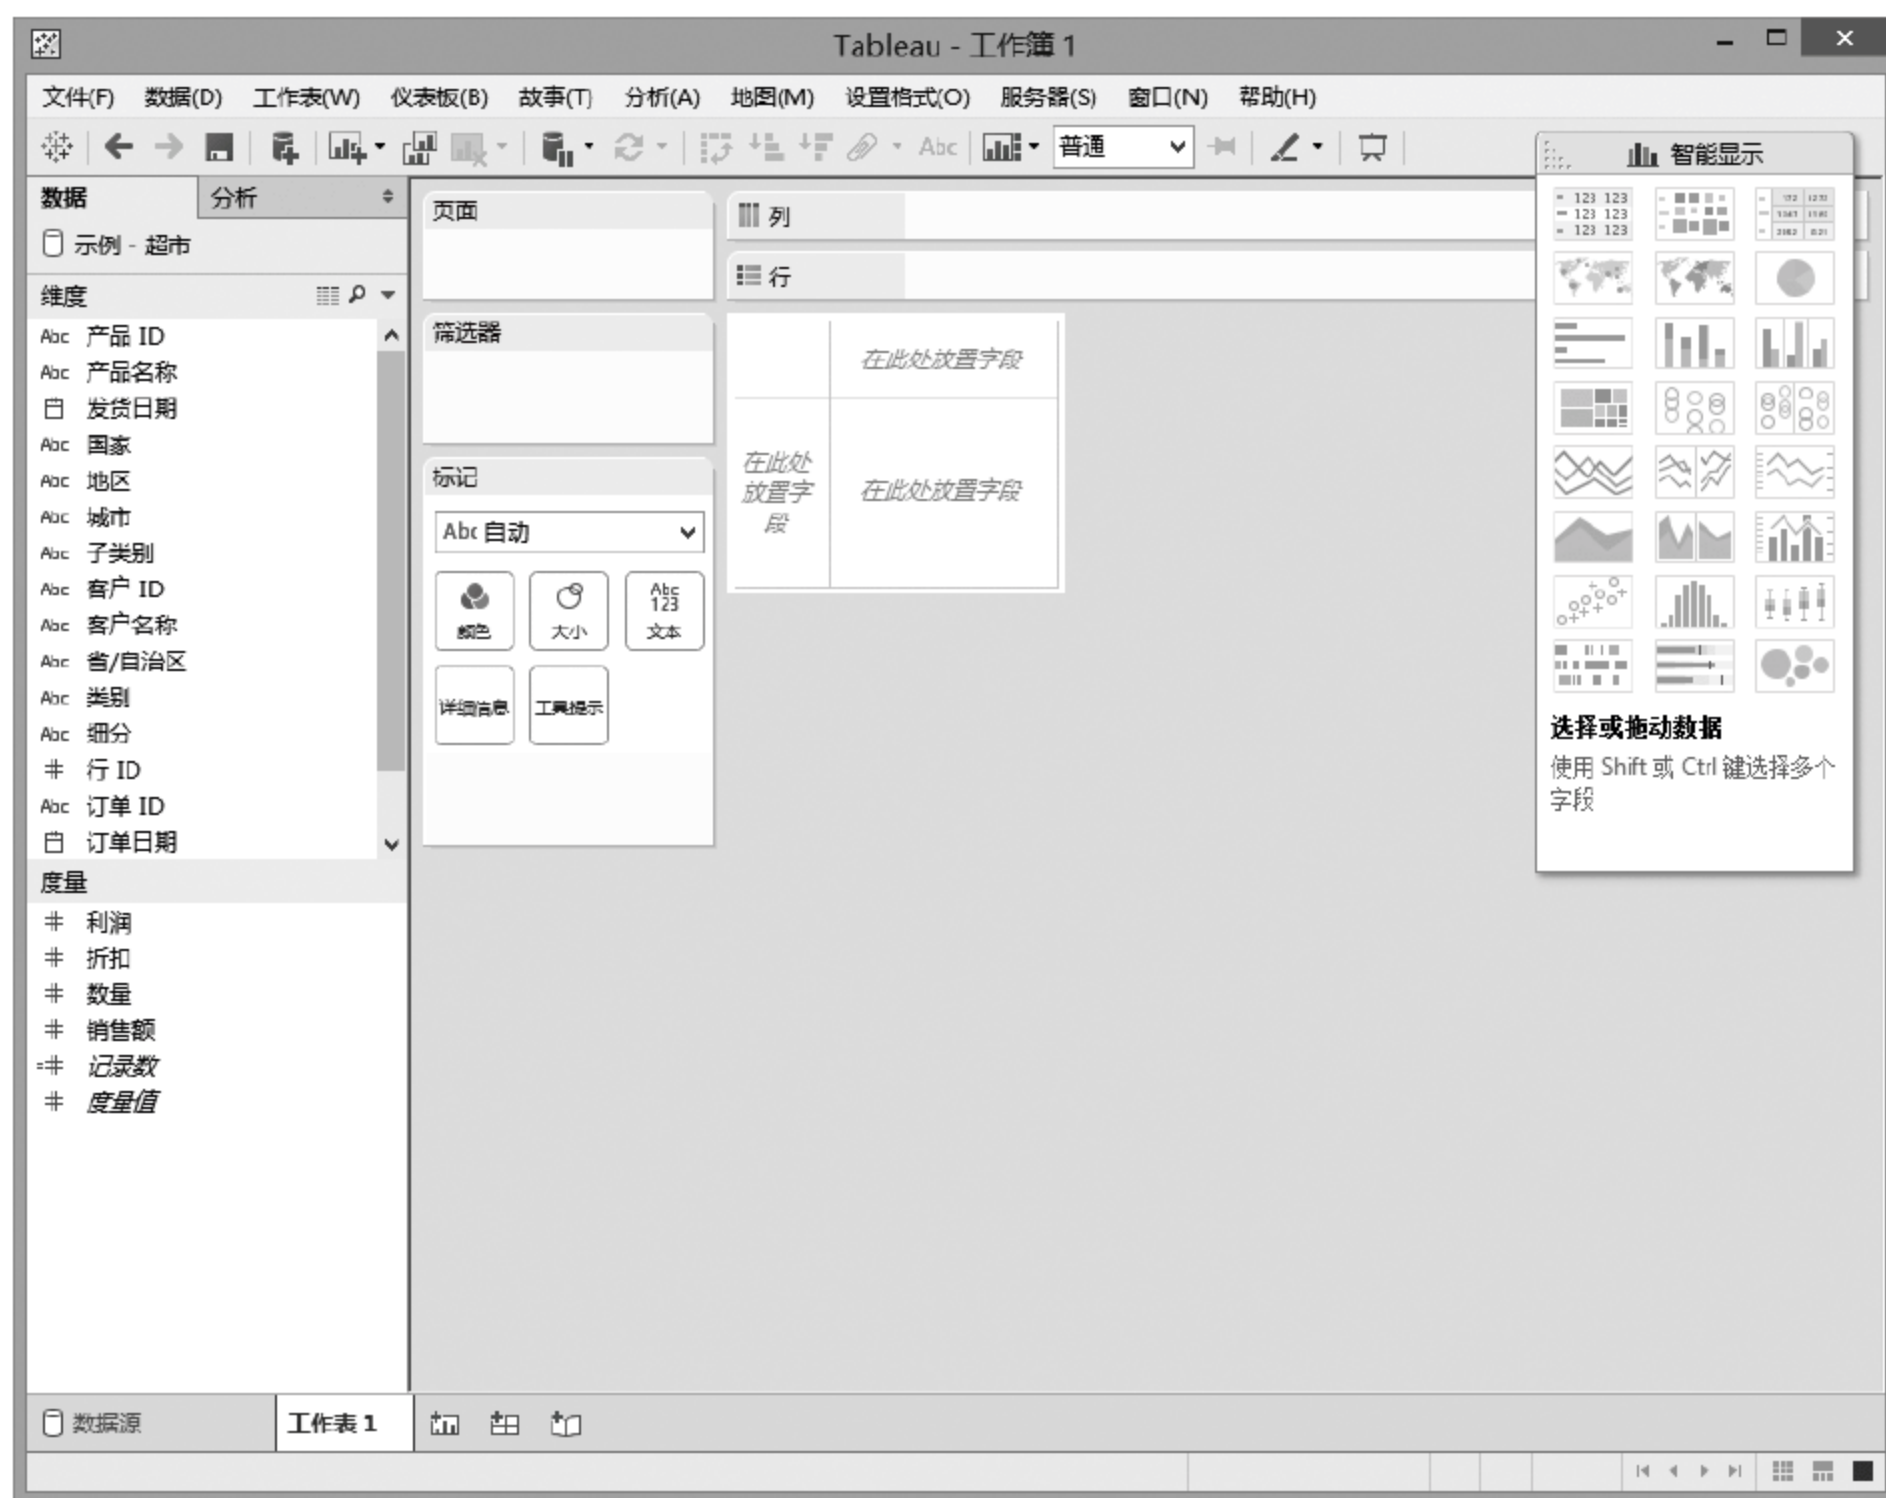 Tableau - 工作簿 1
文件(F) 数据(D) 工作表(W) 仪表板(B) 故事(T) 分析(A) 地图(M) 设置格式(O) 服务器(S) 窗口(N) 帮助(H)
Abc 普通
智能显示
数据 分析
示例 - 超市
维度
Abc 产品 ID
Abc 产品名称
发货日期
Abc 国家
Abc 地区
Abc 城市
Abc 子类别
Abc 客户 ID
Abc 客户名称
Abc 省/自治区
Abc 类别
Abc 细分
# 行 ID
Abc 订单 ID
订单日期
度量
# 利润
# 折扣
# 数量
# 销售额
=# 记录数
# 度量值
页面
筛选器
标记
Abc 自动
颜色
大小
Abc
123
文本
详细信息
工具提示
列
行
在此处放置字段
在此处
放置字
段
在此处放置字段
123 123
123 123
123 123
选择或拖动数据
使用 Shift 或 Ctrl 键选择多个
字段
数据源 工作表 1